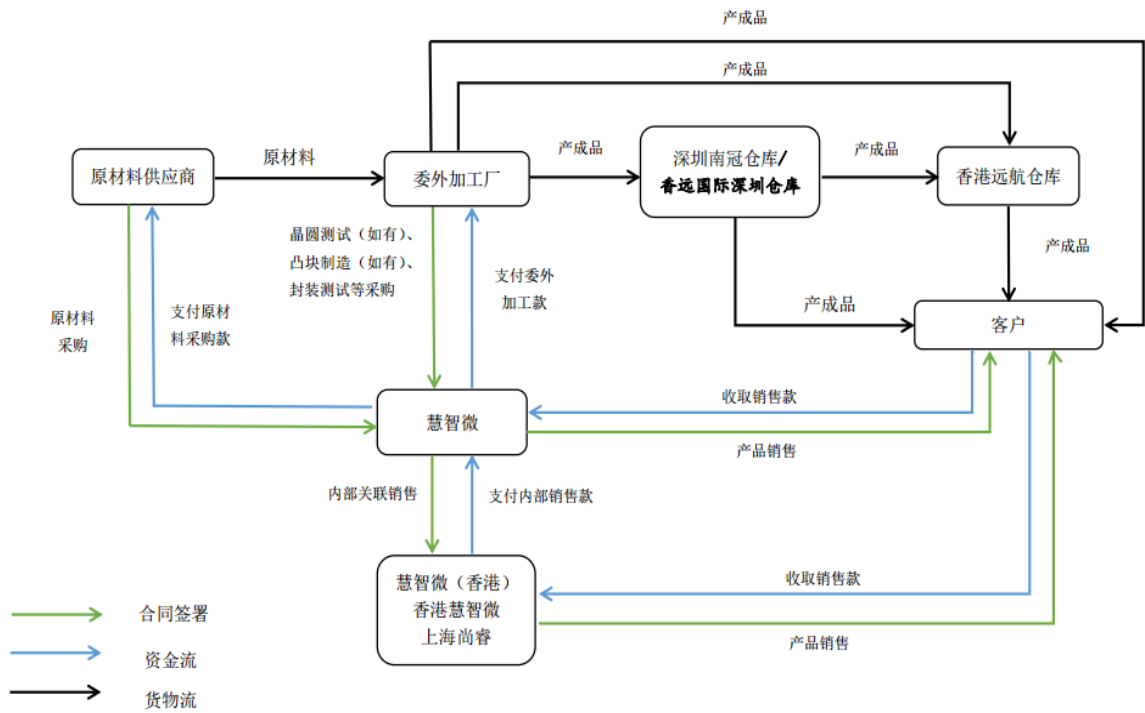 产成品
产成品
原材料供应商
原材料
委外加工厂
产成品
深圳南冠仓库/
香远国际深圳仓库
产成品
香港远航仓库
晶圆测试（如有）、
凸块制造（如有）、
封装测试等采购
支付委外
加工款
产成品
原材料
采购
支付原材
料采购款
产成品
客户
慧智微
收取销售款
产品销售
内部关联销售
支付内部销售款
慧智微（香港）
香港慧智微
上海尚睿
收取销售款
产品销售
合同签署
资金流
货物流